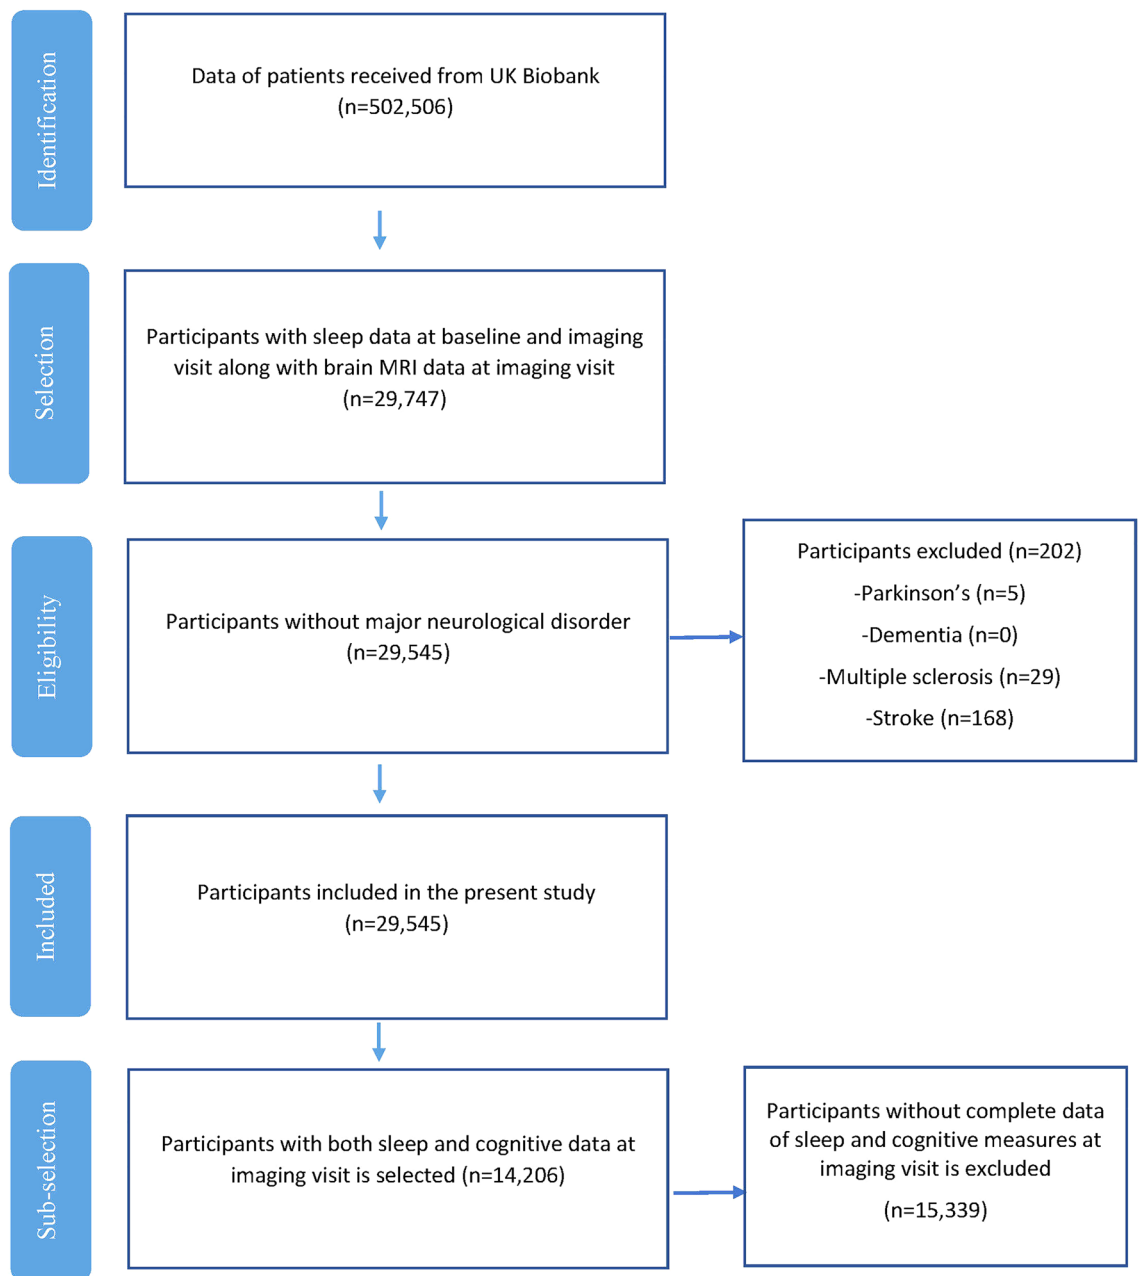 Identification
Data of patients received from UK Biobank
(n=502,506)
Selection
Participants with sleep data at baseline and imaging
visit along with brain MRI data at imaging visit
(n=29,747)
Eligibility
Participants without major neurological disorder
(n=29,545)
Participants excluded (n=202)
-Parkinson’s (n=5)
-Dementia (n=0)
-Multiple sclerosis (n=29)
-Stroke (n=168)
Included
Participants included in the present study
(n=29,545)
Sub-selection
Participants with both sleep and cognitive data at
imaging visit is selected (n=14,206)
Participants without complete data
of sleep and cognitive measures at
imaging visit is excluded
(n=15,339)